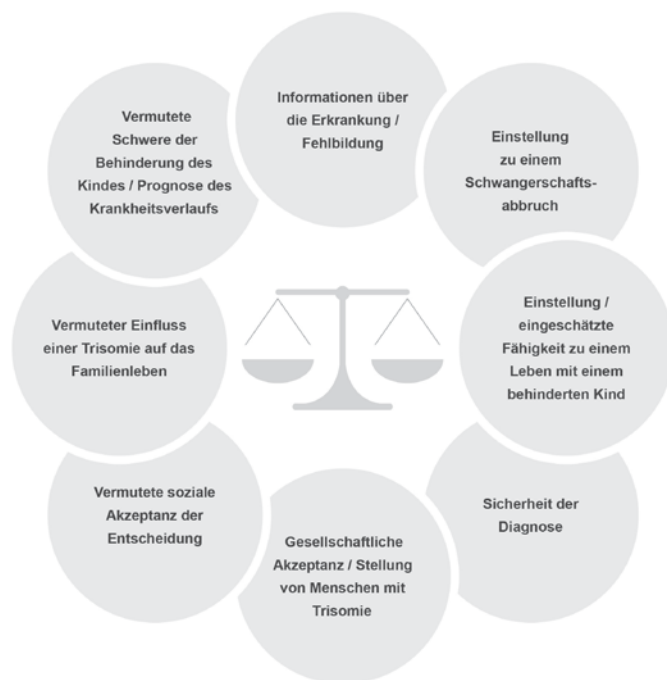 Informationen über
die Erkrankung /
Fehlbildung
Einstellung
zu einem
Schwangerschafts-
abbruch
Einstellung /
eingeschätzte
Fähigkeit zu einem
Leben mit einem
behinderten Kind
Sicherheit der
Diagnose
Gesellschaftliche
Akzeptanz / Stellung
von Menschen mit
Trisomie
Vermutete soziale
Akzeptanz der
Entscheidung
Vermuteter Einfluss
einer Trisomie auf das
Familienleben
Vermutete
Schwere der
Behinderung des
Kindes / Prognose des
Krankheitsverlaufs